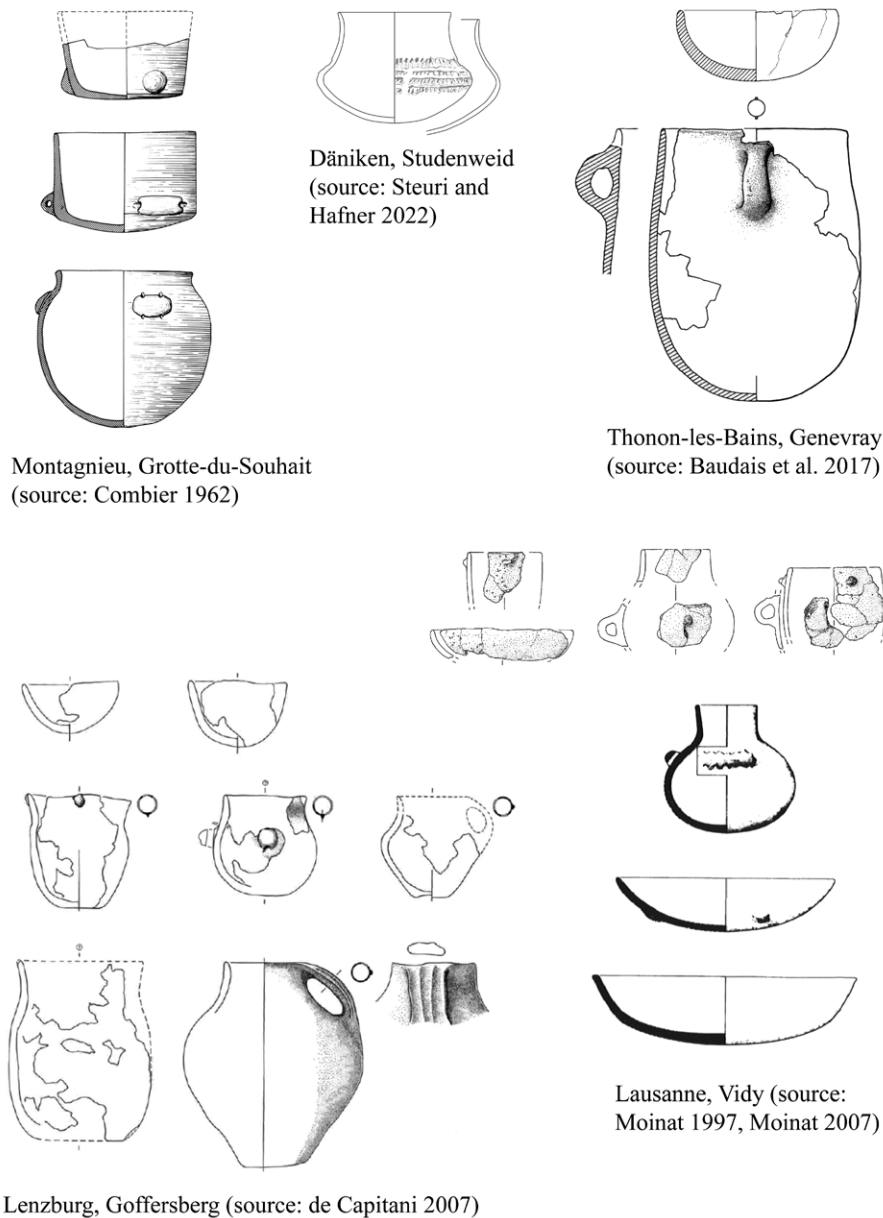 Däniken, Studenweid
(source: Steuri and
Hafner 2022)
Montagnieu, Grotte-du-Souhait
(source: Combier 1962)
Thonon-les-Bains, Genevray
(source: Baudais et al. 2017)
Lausanne, Vidy (source:
Moinat 1997, Moinat 2007)
Lenzburg, Goffersberg (source: de Capitani 2007)